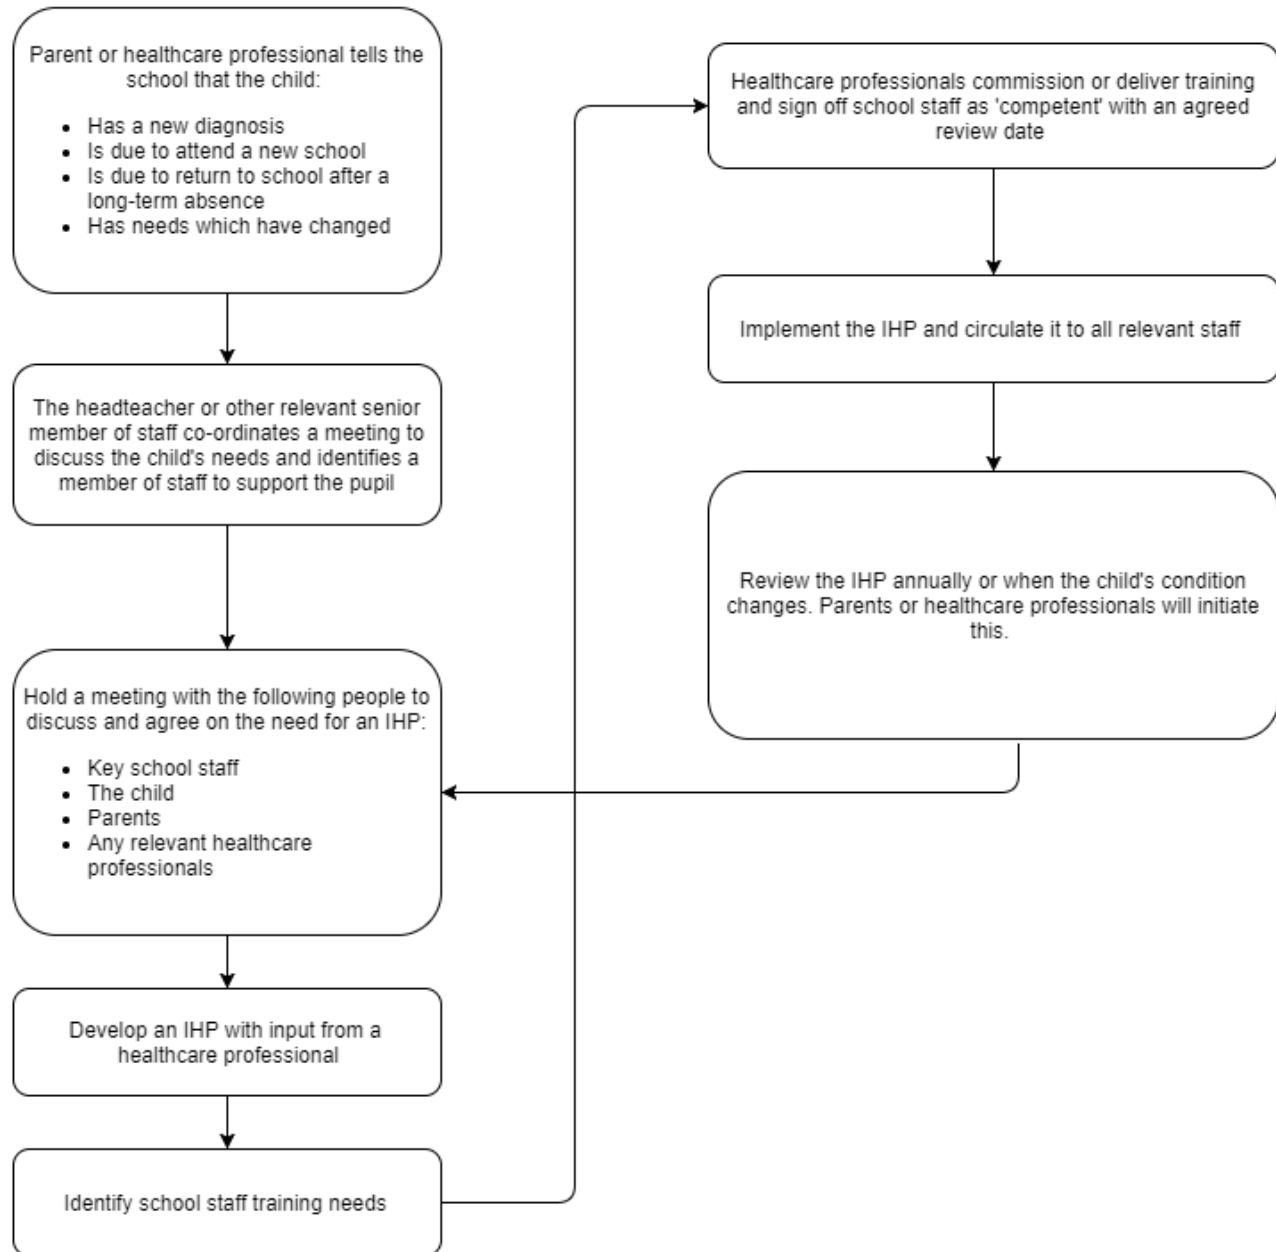 Parent or healthcare professional tells the
school that the child:
• Has a new diagnosis
• Is due to attend a new school
• Is due to return to school after a
long-term absence
• Has needs which have changed
The headteacher or other relevant senior
member of staff co-ordinates a meeting to
discuss the child's needs and identifies a
member of staff to support the pupil
Hold a meeting with the following people to
discuss and agree on the need for an IHP:
• Key school staff
• The child
• Parents
• Any relevant healthcare
professionals
Develop an IHP with input from a
healthcare professional
Identify school staff training needs
Healthcare professionals commission or deliver training
and sign off school staff as 'competent' with an agreed
review date
Implement the IHP and circulate it to all relevant staff
Review the IHP annually or when the child's condition
changes. Parents or healthcare professionals will initiate
this.